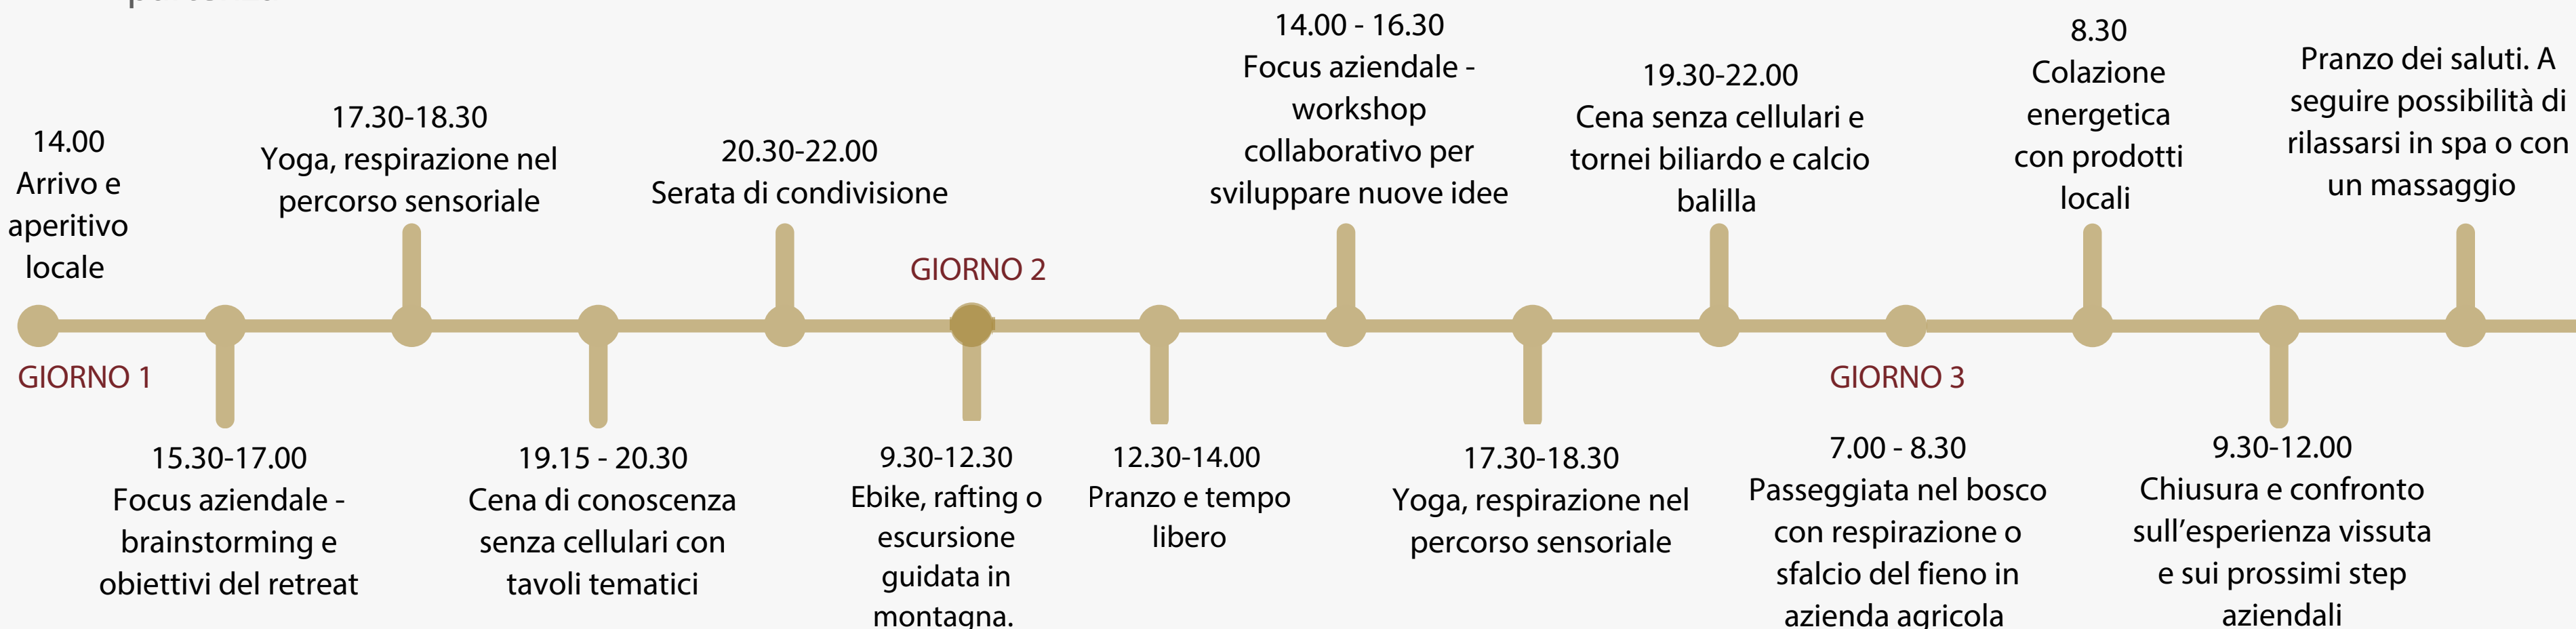 14.00
Arrivo e
aperitivo
locale
GIORNO 1
15.30-17.00
Focus aziendale -
brainstorming e
obiettivi del retreat
17.30-18.30
Yoga, respirazione nel
percorso sensoriale
19.15 - 20.30
Cena di conoscenza
senza cellulari con
tavoli tematici
20.30-22.00
Serata di condivisione
GIORNO 2
9.30-12.30
Ebike, rafting o
escursione
guidata in
montagna.
12.30-14.00
Pranzo e tempo
libero
14.00 - 16.30
Focus aziendale -
workshop
collaborativo per
sviluppare nuove idee
17.30-18.30
Yoga, respirazione nel
percorso sensoriale
19.30-22.00
Cena senza cellulari e
tornei biliardo e calcio
balilla
GIORNO 3
7.00 - 8.30
Passeggiata nel bosco
con respirazione o
sfalcio del fieno in
azienda agricola
8.30
Colazione
energetica
con prodotti
locali
9.30-12.00
Chiusura e confronto
sull'esperienza vissuta
e sui prossimi step
aziendali
Pranzo dei saluti. A
seguire possibilità di
rilassarsi in spa o con
un massaggio